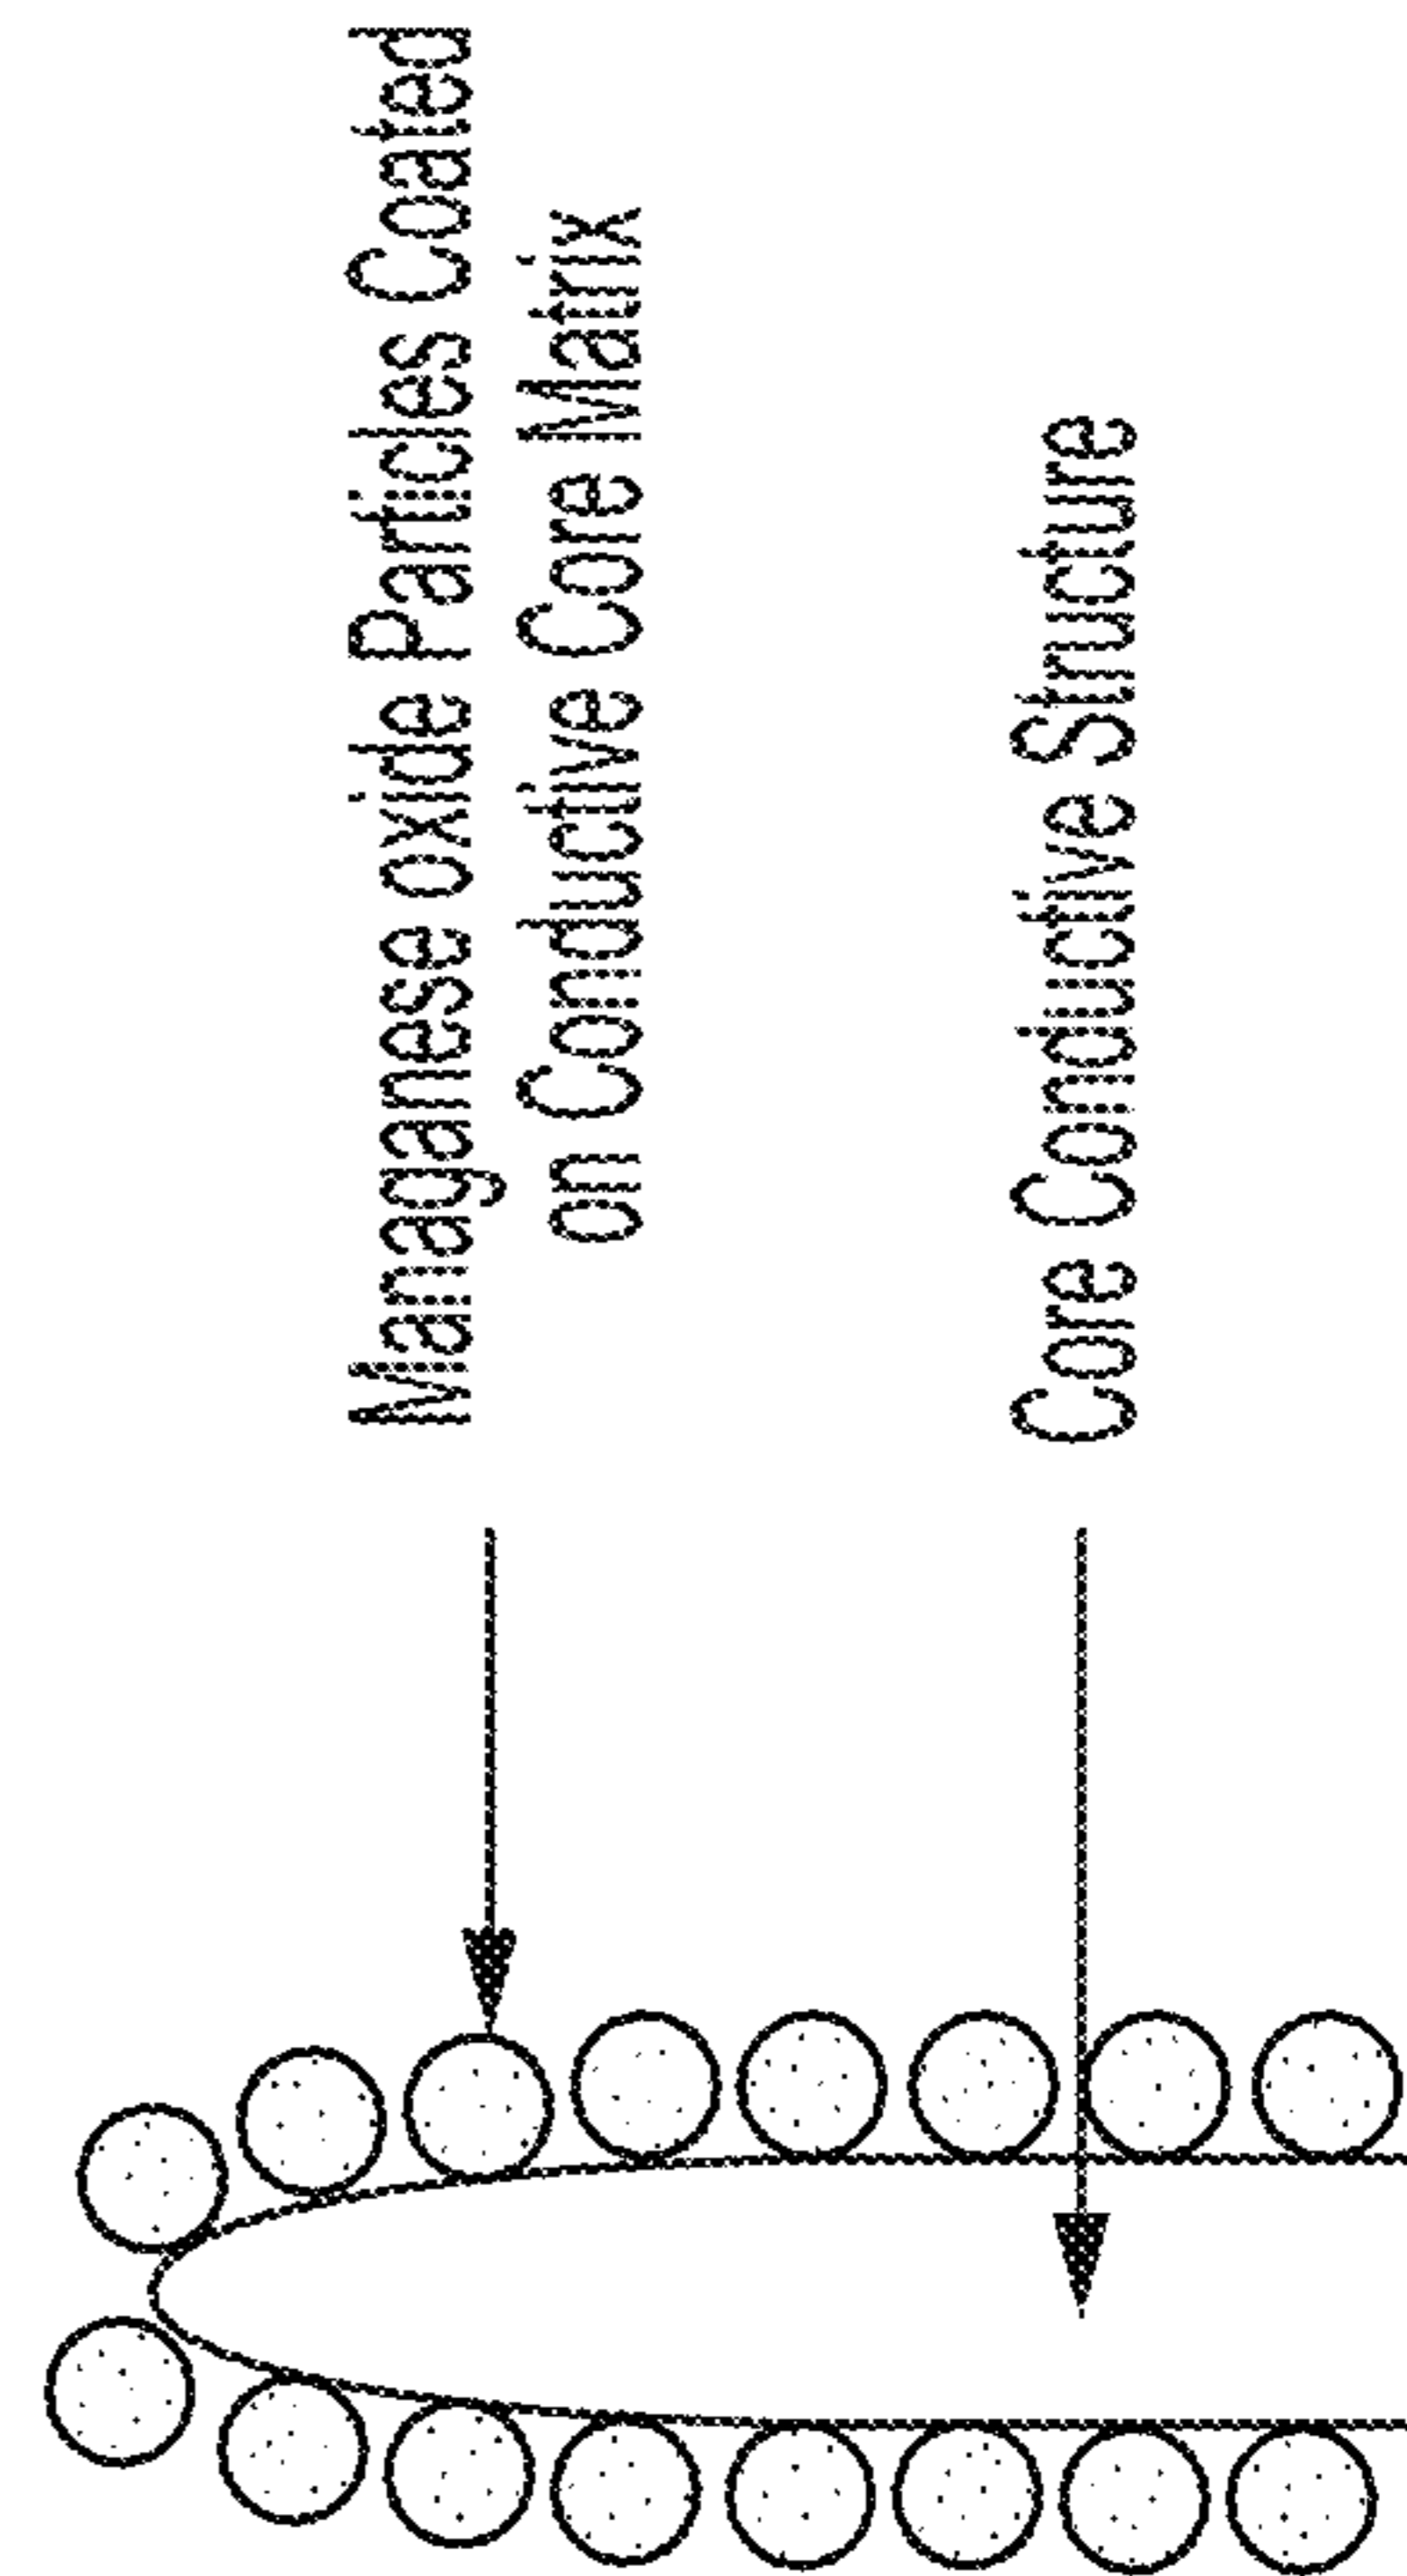 Managanese oxide Particles Coated
on Conductive Core Matrix
Core Conductive Structure